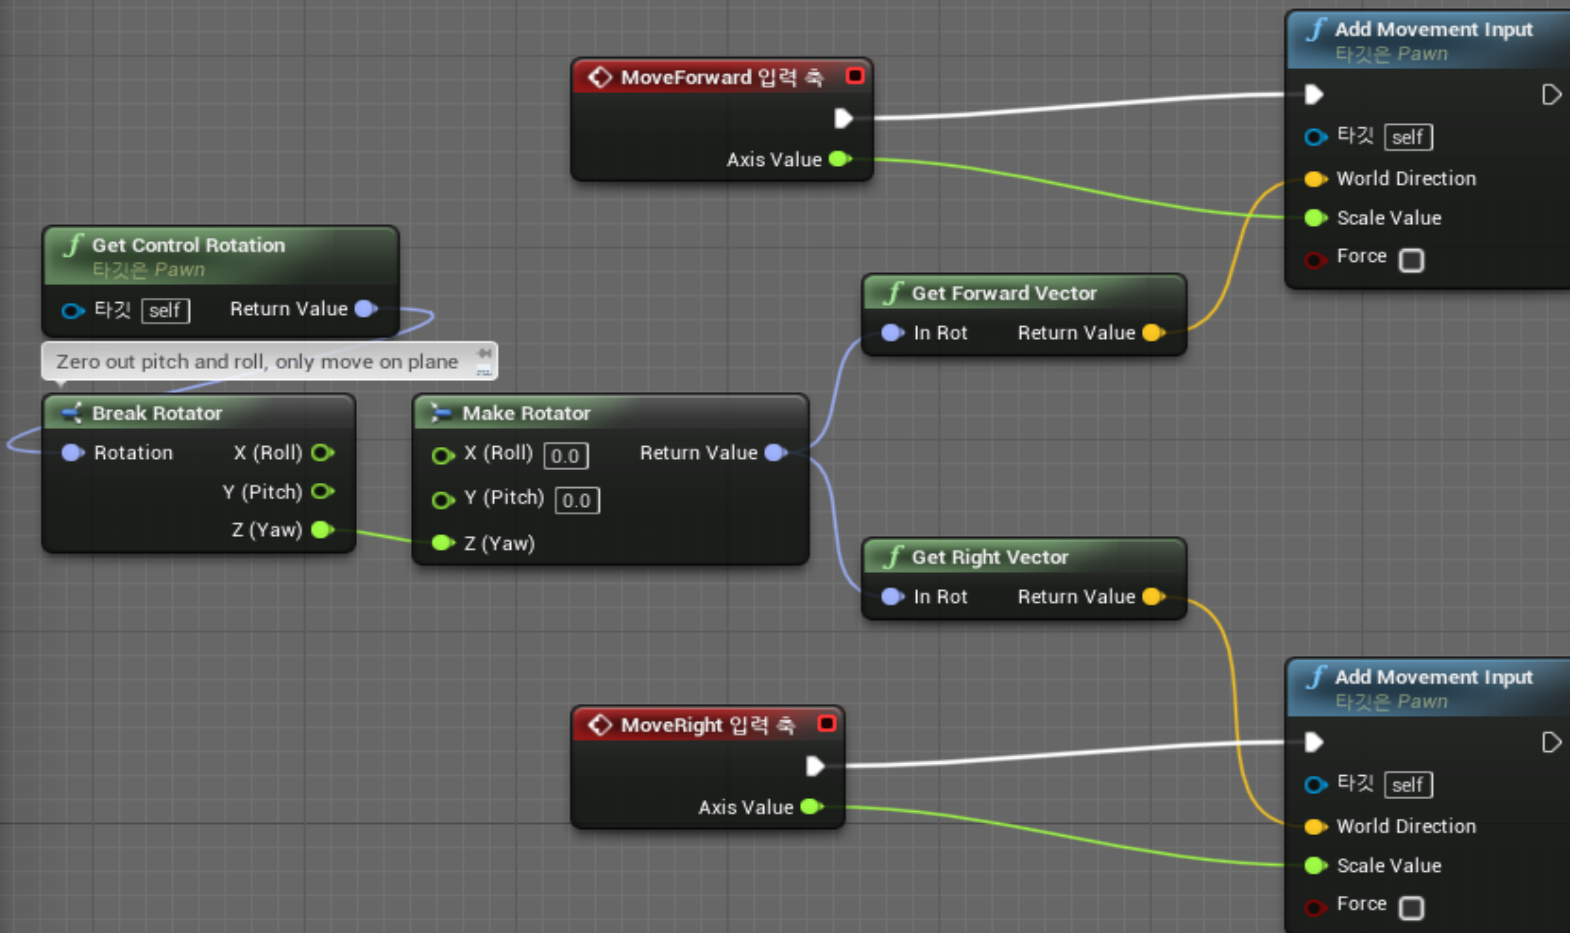 Add Movement Input
타깃은 Pawn
타깃 self
World Direction
Scale Value
Force
MoveForward 입력 축
Axis Value
Get Control Rotation
타깃은 Pawn
타깃 self Return Value
Zero out pitch and roll, only move on plane
Get Forward Vector
In Rot Return Value
Break Rotator
Rotation X (Roll)
Y (Pitch)
Z (Yaw)
Make Rotator
X (Roll) 0.0 Return Value
Y (Pitch) 0.0
Z (Yaw)
Get Right Vector
In Rot Return Value
MoveRight 입력 축
Axis Value
Add Movement Input
타깃은 Pawn
타깃 self
World Direction
Scale Value
Force